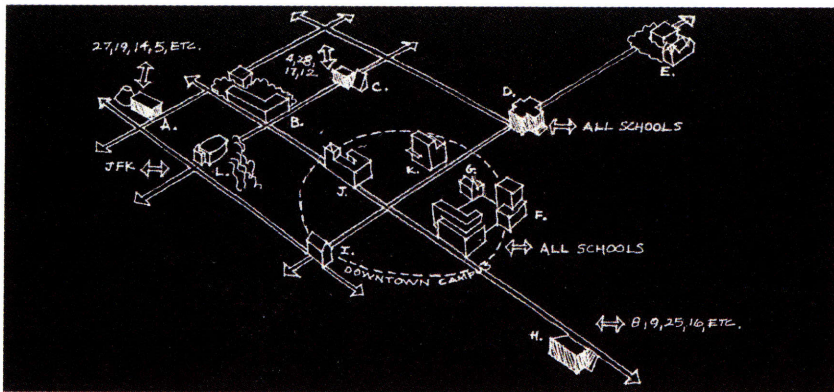 27, 19, 14, 5, ETC.
4, 28,
17, 12
A.
B.
C.
D.
E.
ALL SCHOOLS
JFK
L.
J.
K.
G.
F.
ALL SCHOOLS
I.
DOWNTOWN CAMPUS
H.
8, 9, 25, 16, ETC.